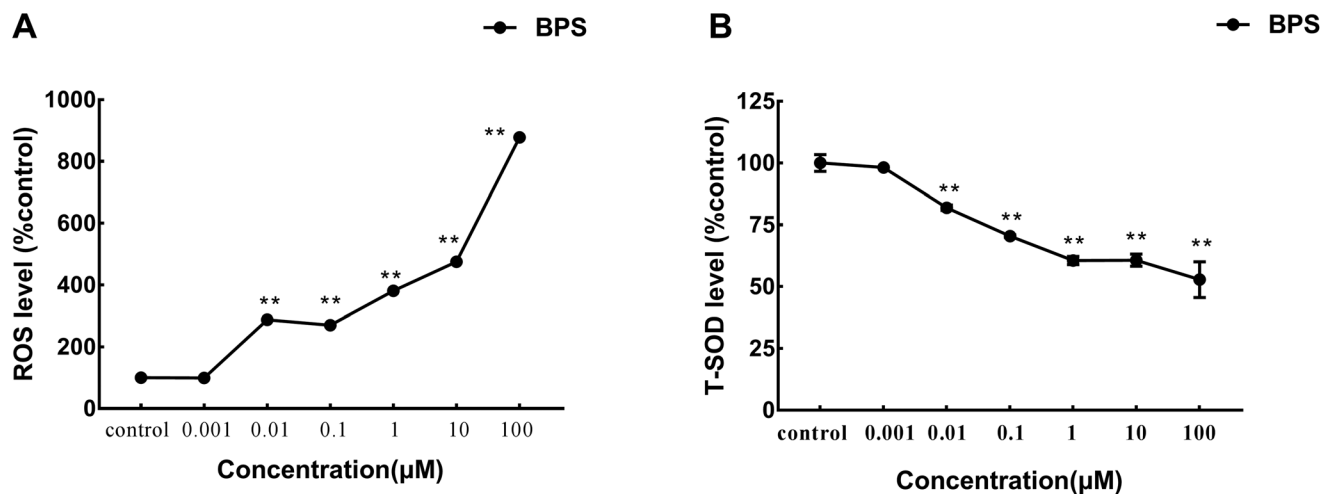 A
BPS
ROS level (%control)
1000
800
600
400
200
0
**
**
**
**
**
control 0.001 0.01 0.1 1 10 100
Concentration(μM)
B
BPS
T-SOD level (%control)
125
100
75
50
25
0
**
**
**
**
**
control 0.001 0.01 0.1 1 10 100
Concentration(μM)